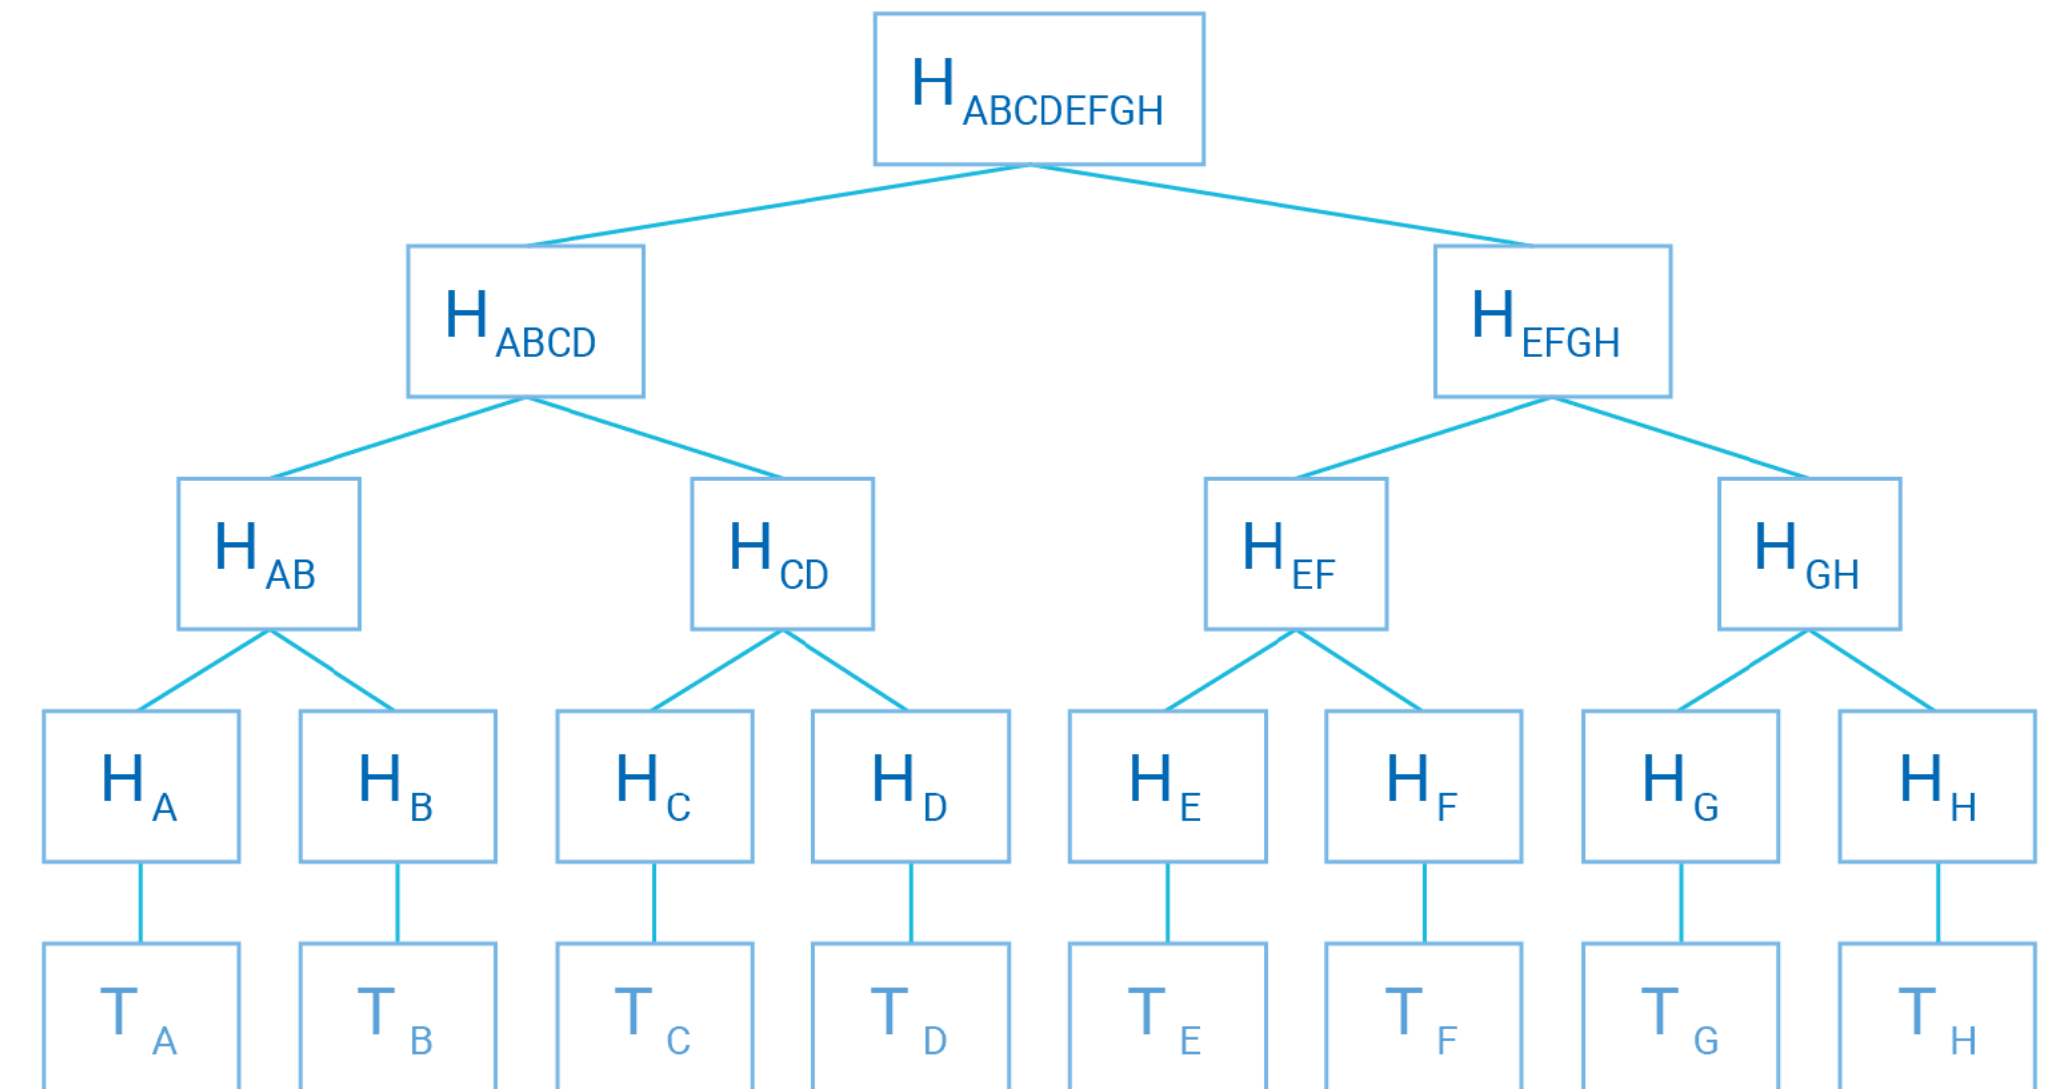 H ABCDEFGH
H ABCD H EFGH
H AB H CD H EF H GH
H A H B H C H D H E H F H G H H
T A T B T C T D T E T F T G T H